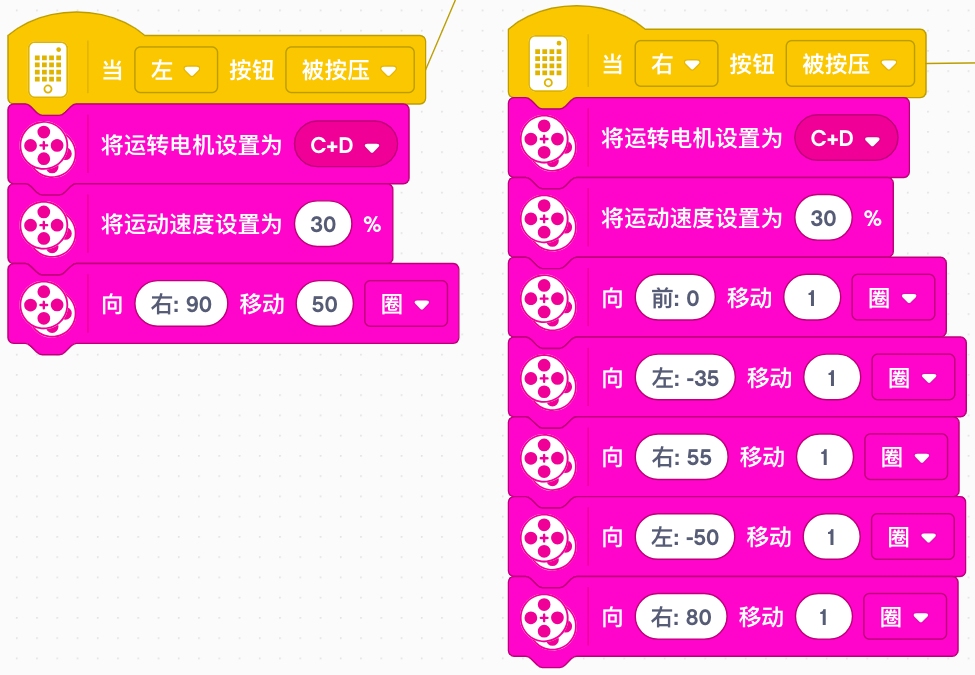 当 左 按钮 被按压
将运转电机设置为 C+D
将运动速度设置为 30 %
向 右: 90 移动 50 圈
当 右 按钮 被按压
将运转电机设置为 C+D
将运动速度设置为 30 %
向 前: 0 移动 1 圈
向 左: -35 移动 1 圈
向 右: 55 移动 1 圈
向 左: -50 移动 1 圈
向 右: 80 移动 1 圈